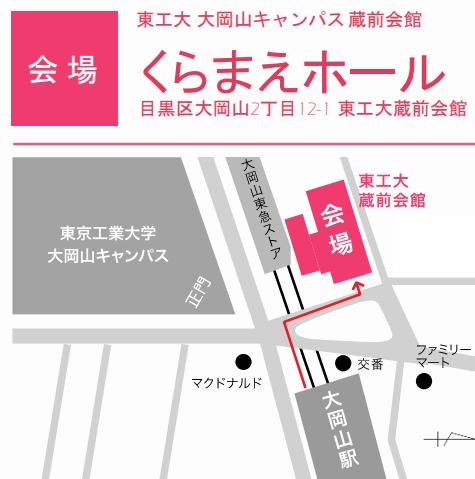 会場
東工大 大岡山キャンパス 蔵前会館
くらまえホール
目黒区大岡山2丁目12-1 東工大蔵前会館
大岡山東急ストア
東工大
蔵前会館
会場
東京工業大学
大岡山キャンパス
正門
ファミリー
マート
交番
マクドナルド
大岡山駅